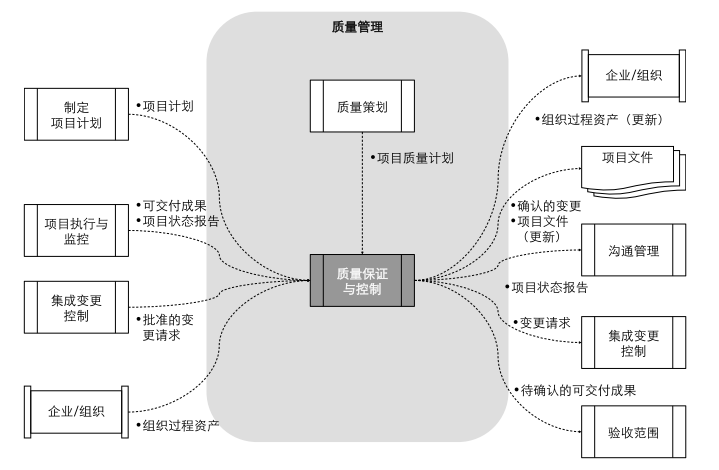 质量管理
制定
项目计划
•项目计划
项目执行与
监控
•可交付成果
•项目状态报告
集成变更
控制
•批准的变
更请求
企业/组织
•组织过程资产
质量策划
•项目质量计划
质量保证
与控制
企业/组织
•组织过程资产（更新）
项目文件
•确认的变更
•项目文件
（更新）
沟通管理
•项目状态报告
•变更请求
集成变更
控制
•待确认的可交付成果
验收范围